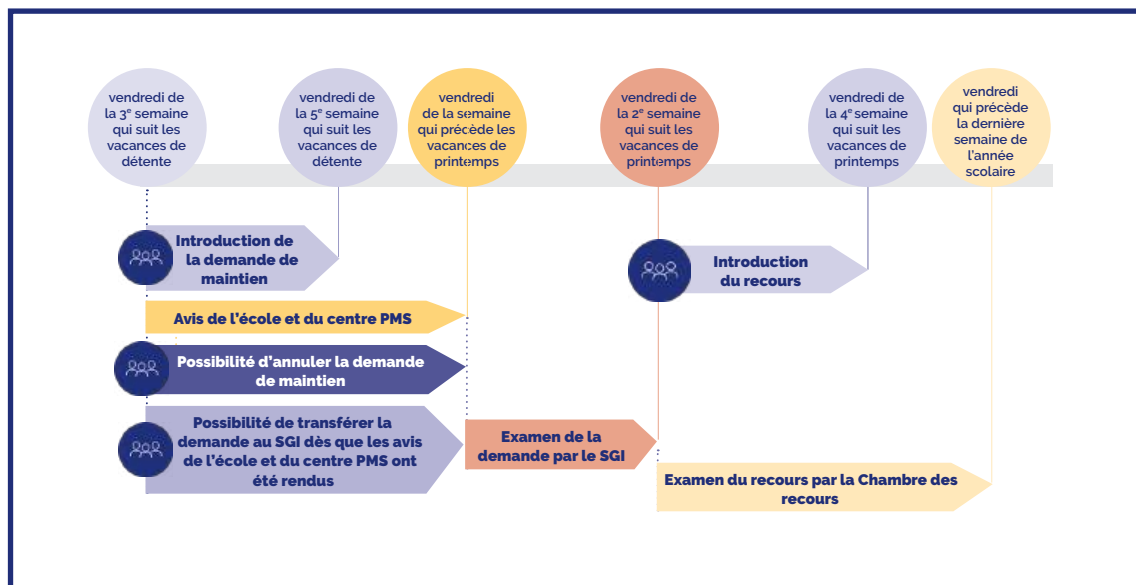 vendredi de
la 3e semaine
qui suit les
vacances de
détente
vendredi de
la 5e semaine
qui suit les
vacances de
détente
vendredi
de la semaine
qui précède les
vacances de
printemps
vendredi de
la 2e semaine
qui suit les
vacances de
printemps
vendredi de
la 4e semaine
qui suit les
vacances de
printemps
vendredi
qui précède
la dernière
semaine de
l'année
scolaire
Introduction de
la demande de
maintien
Introduction
du recours
Avis de l'école et du centre PMS
Possibilité d'annuler la demande
de maintien
Possibilité de transférer la
demande au SGI dès que les avis
de l'école et du centre PMS ont
été rendus
Examen de la
demande par le SGI
Examen du recours par la Chambre des
recours